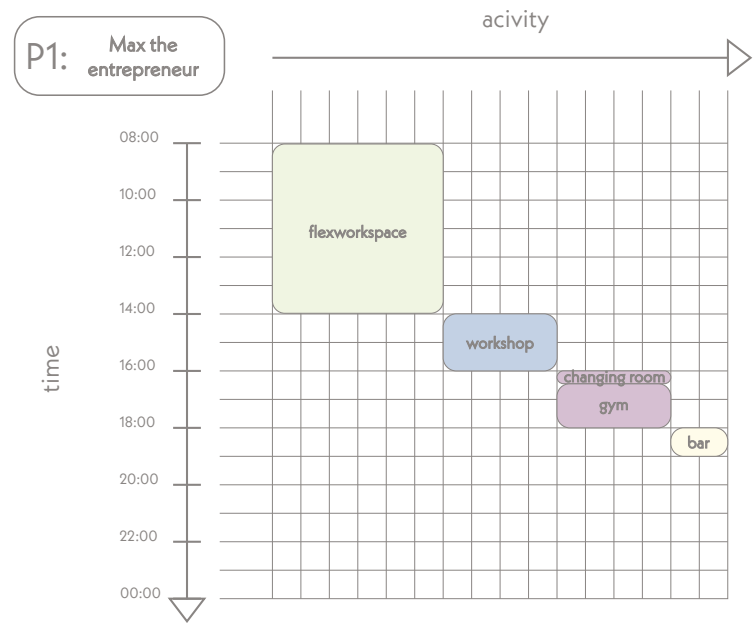 acivity
P1:
Max the
entrepreneur
08:00
10:00
flexworkspace
12:00
14:00
workshop
time
16:00
changing room
gym
18:00
bar
20:00
22:00
00:00